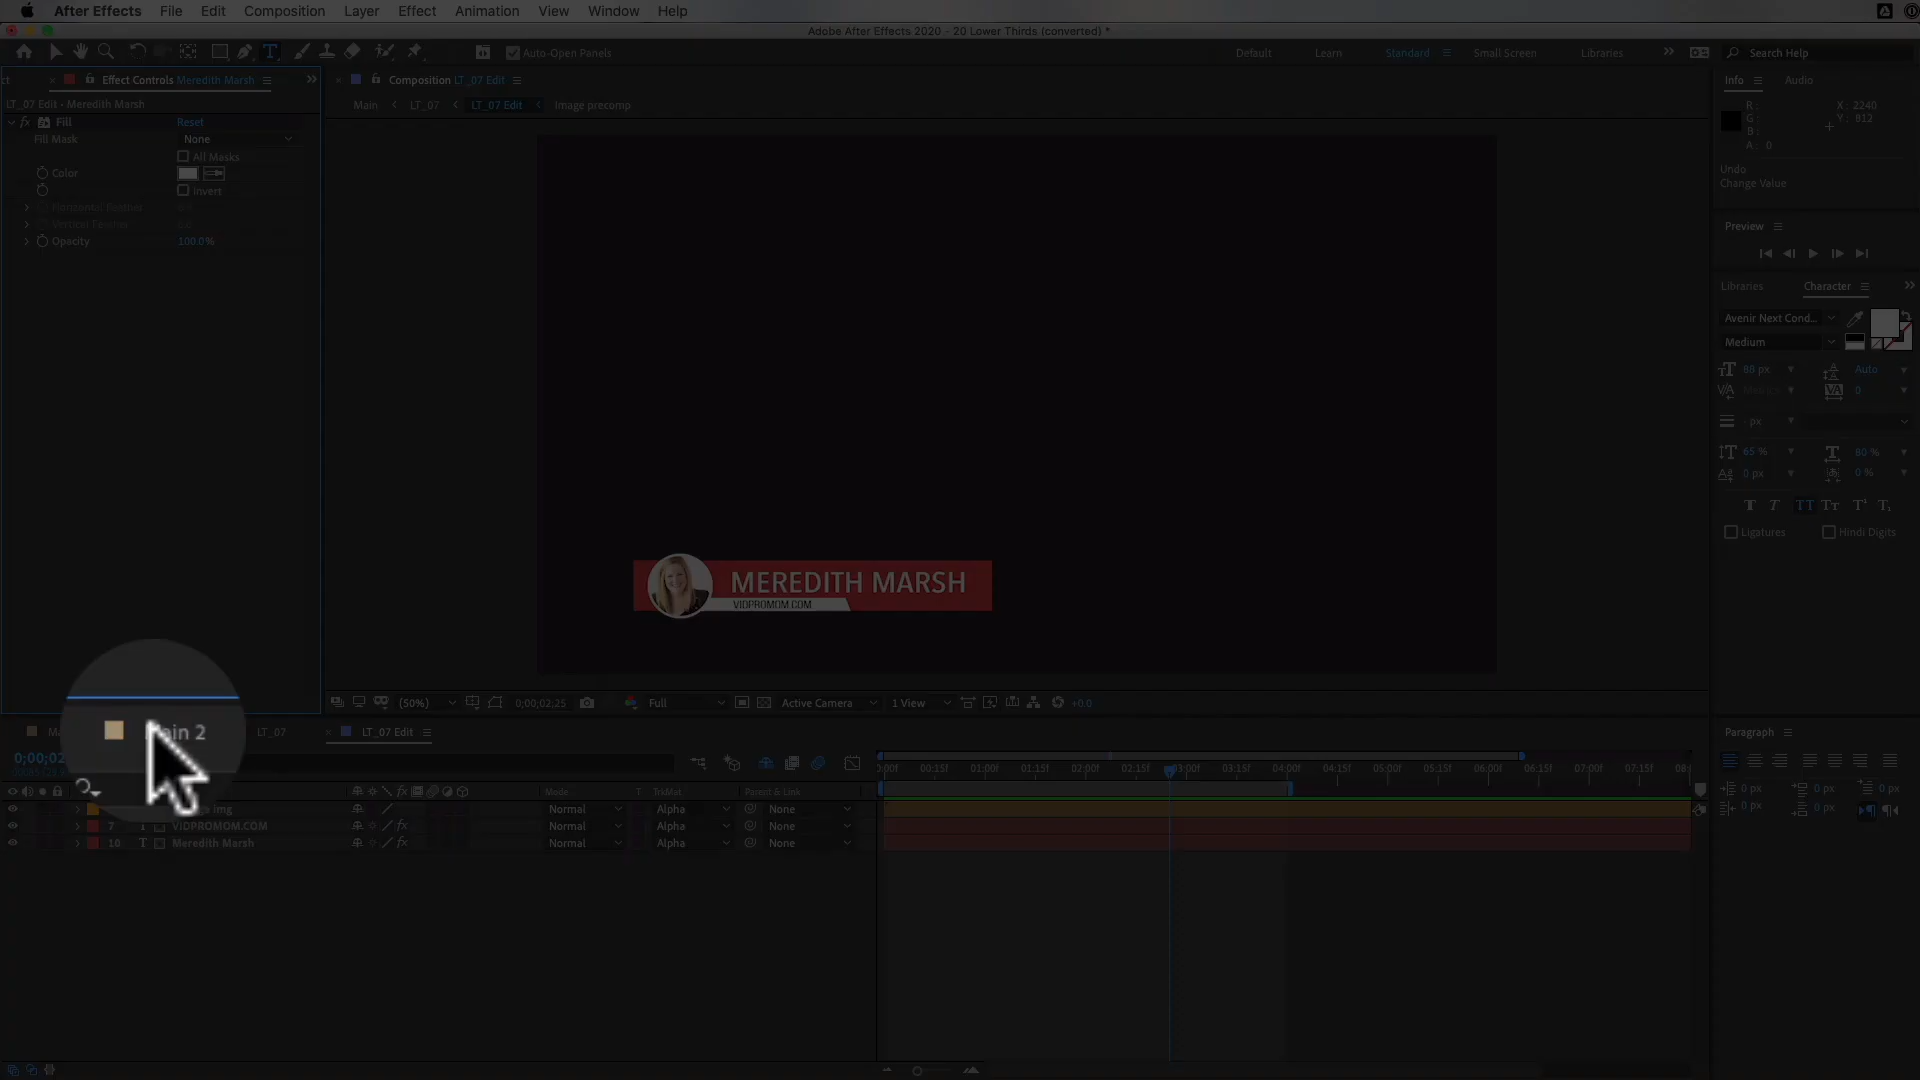 After Effects File Edit Composition Layer Effect Animation View Window Help
Adobe After Effects 2020 - 20 Lower Thirds (converted) *
Auto-Open Panels Default Learn Standard Small Screen Libraries Search Help
Effect Controls Meredith Marsh
Composition LT_07 Edit
Info Audio
LT_07 Edit • Meredith Marsh
Main LT_07 LT_07 Edit Image precomp
R: X: 2240
G: Y: 812
B:
A: 0
fx Fill Reset
Fill Mask None
All Masks
Color
Invert
Horizontal Feather 0.0
Vertical Feather 0.0
Opacity 100.0%
Undo
Change Value
Preview
Libraries Character
Avenir Next Cond...
Medium
88 px Auto
Metrics 0
px
65 % 80 %
0 px 0 %
Ligatures Hindi Digits
MEREDITH MARSH
VIDPROMOM.COM
(50%) 0;00;02;25 Full Active Camera 1 View +0.0
Main 2 LT_07 LT_07 Edit
Paragraph
0;00;02
:00f 00:15f 01:00f 01:15f 02:00f 02:15f 03:00f 03:15f 04:00f 04:15f 05:00f 05:15f 06:00f 06:15f 07:00f 07:15f 08:
Mode T TrkMat Parent & Link
img Normal Alpha None
7 VIDPROMOM.COM Normal Alpha None
10 T Meredith Marsh Normal Alpha None
0 px 0 px 0 px
0 px 0 px